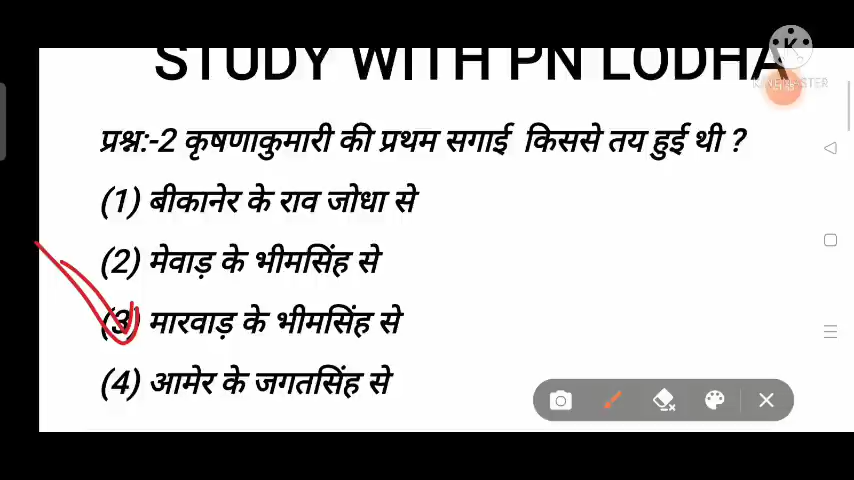 STUDY WITH PN LODHA
KINEMASTER
प्रश्न:-2 कृषणाकुमारी की प्रथम सगाई किससे तय हुई थी ?
(1) बीकानेर के राव जोधा से
(2) मेवाड़ के भीमसिंह से
(3) मारवाड़ के भीमसिंह से
(4) आमेर के जगतसिंह से